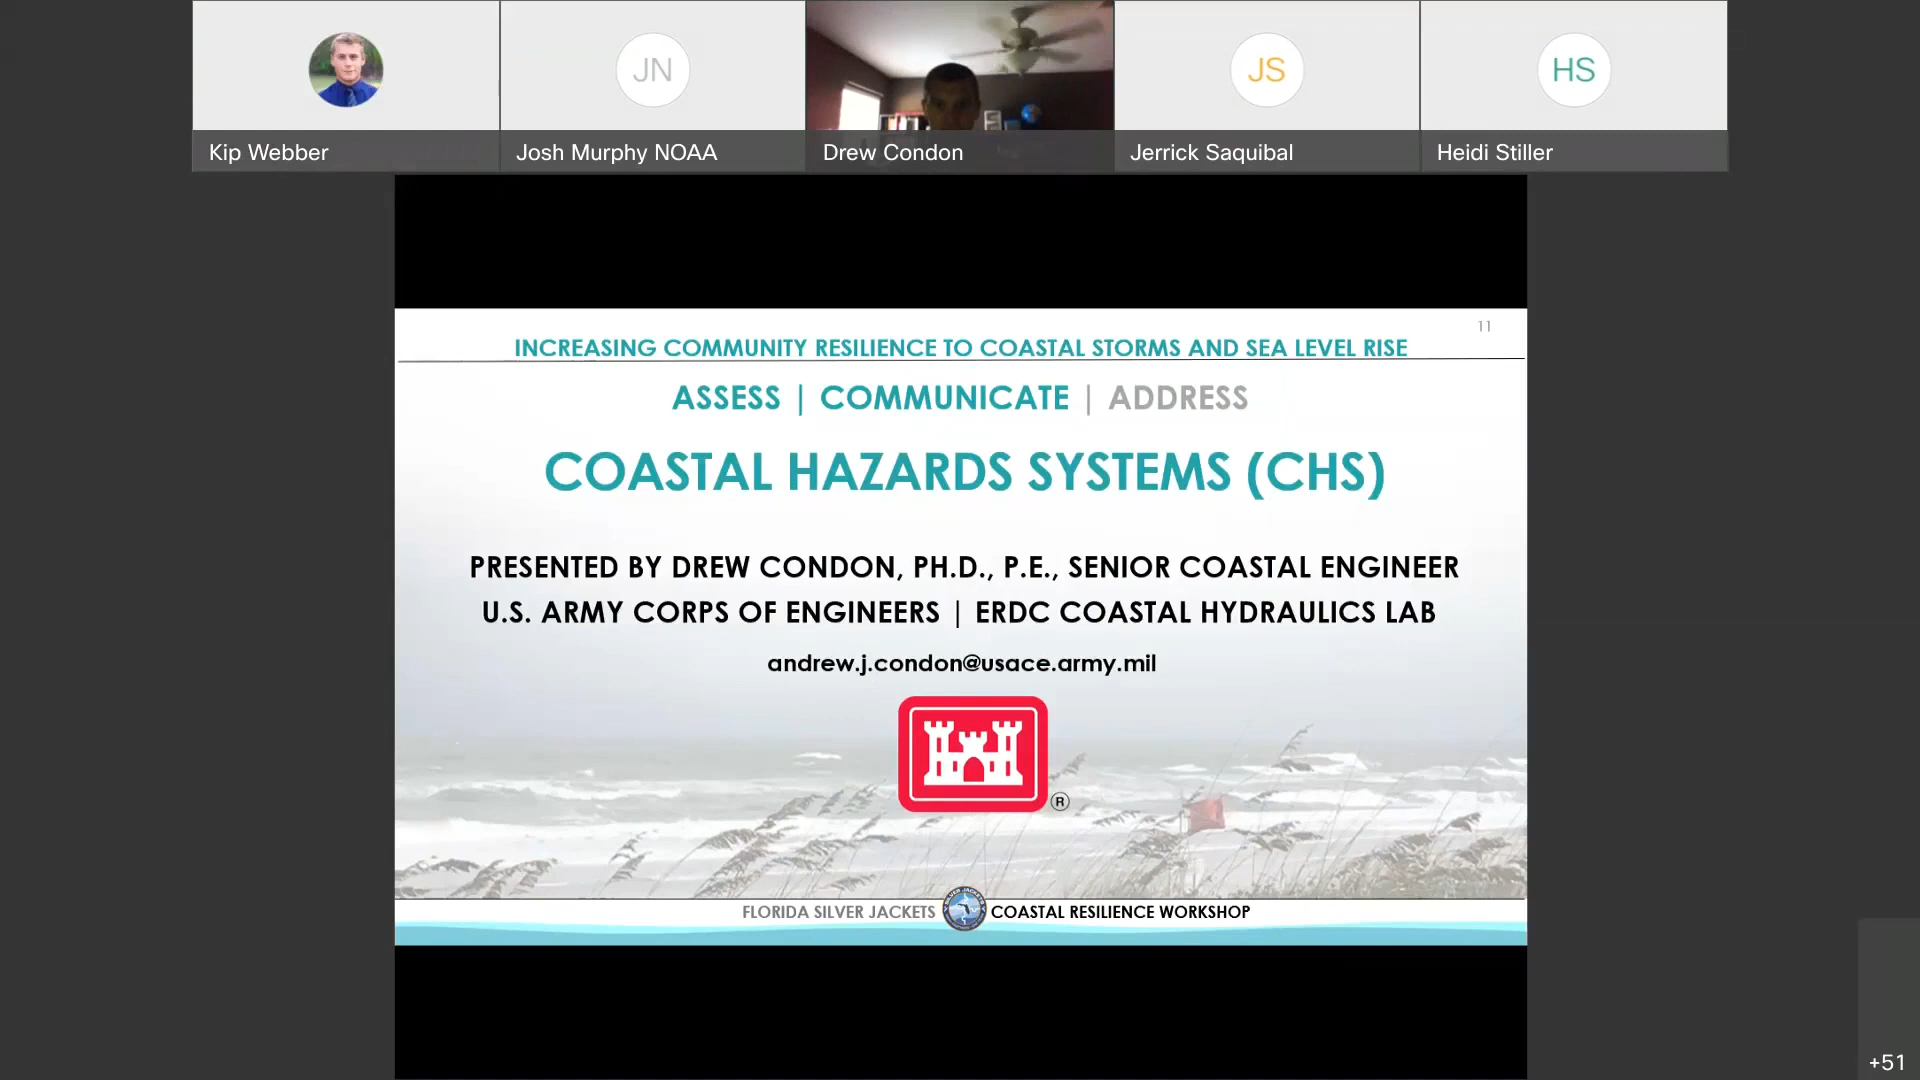 JN
JS
HS
Kip Webber
Josh Murphy NOAA
Drew Condon
Jerrick Saquibal
Heidi Stiller
11
INCREASING COMMUNITY RESILIENCE TO COASTAL STORMS AND SEA LEVEL RISE
ASSESS | COMMUNICATE | ADDRESS
COASTAL HAZARDS SYSTEMS (CHS)
PRESENTED BY DREW CONDON, PH.D., P.E., SENIOR COASTAL ENGINEER
U.S. ARMY CORPS OF ENGINEERS | ERDC COASTAL HYDRAULICS LAB
andrew.j.condon@usace.army.mil
®
FLORIDA SILVER JACKETS COASTAL RESILIENCE WORKSHOP
+51